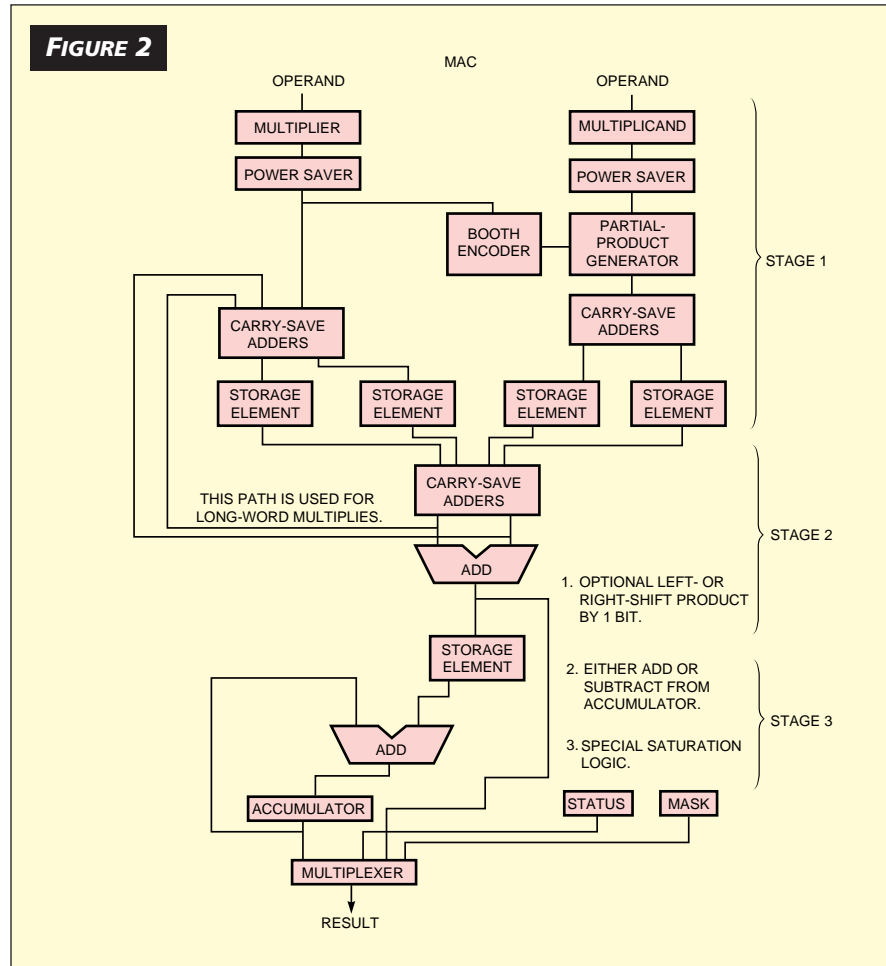 FIGURE 2
MAC
OPERAND
OPERAND
MULTIPLIER
MULTIPLICAND
POWER SAVER
POWER SAVER
BOOTH
ENCODER
PARTIAL-
PRODUCT
GENERATOR
STAGE 1
CARRY-SAVE
ADDERS
CARRY-SAVE
ADDERS
STORAGE
ELEMENT
STORAGE
ELEMENT
STORAGE
ELEMENT
STORAGE
ELEMENT
CARRY-SAVE
ADDERS
THIS PATH IS USED FOR
LONG-WORD MULTIPLIES.
STAGE 2
ADD
1. OPTIONAL LEFT- OR
RIGHT-SHIFT PRODUCT
BY 1 BIT.
STORAGE
ELEMENT
2. EITHER ADD OR
SUBTRACT FROM
ACCUMULATOR.
STAGE 3
ADD
3. SPECIAL SATURATION
LOGIC.
ACCUMULATOR
STATUS
MASK
MULTIPLEXER
RESULT